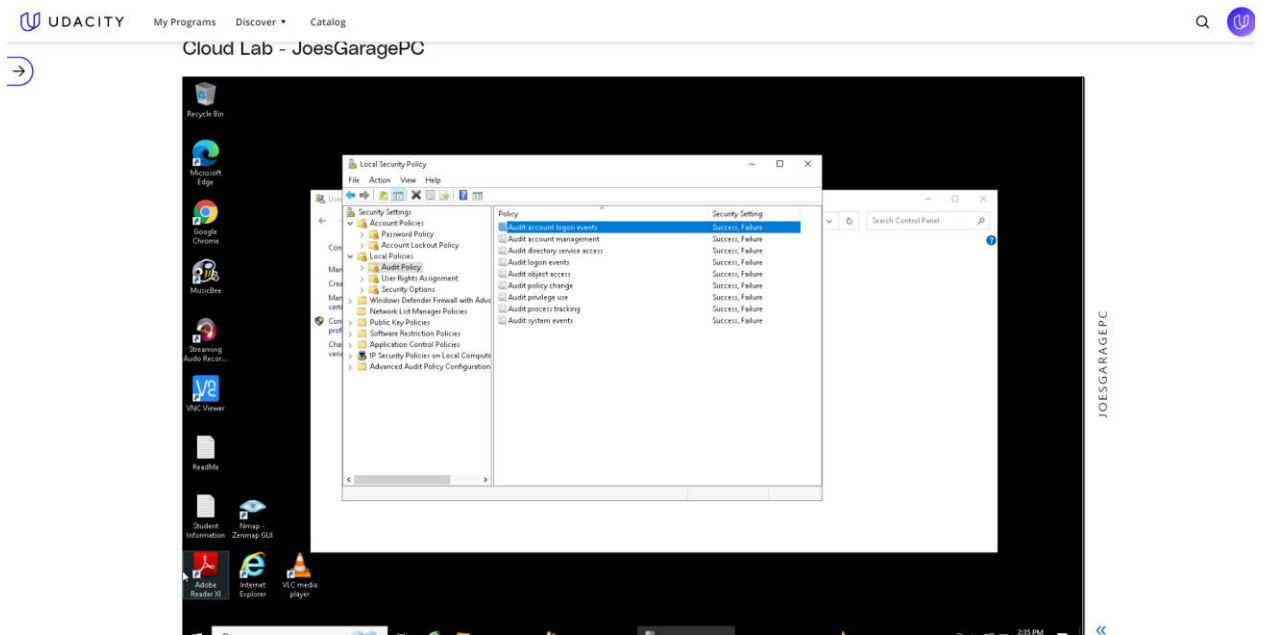 UDACITY
My Programs Discover Catalog
Cloud Lab - JoesGaragePC
Recycle Bin
Microsoft
Edge
Google
Chrome
MusicBee
Streaming
Audo Recor...
VNC Viewer
ReadMe
Student
Information
Nmap -
Zenmap GUI
Adobe
Reader XI
Internet
Explorer
VLC media
player
Local Security Policy
File Action View Help
Security Settings
Account Policies
Password Policy
Account Lockout Policy
Local Policies
Audit Policy
User Rights Assignment
Security Options
Windows Defender Firewall with Adva
Network List Manager Policies
Public Key Policies
Software Restriction Policies
Application Control Policies
IP Security Policies on Local Compute
Advanced Audit Policy Configuration
Policy Security Setting
Audit account logon events Success, Failure
Audit account management Success, Failure
Audit directory service access Success, Failure
Audit logon events Success, Failure
Audit object access Success, Failure
Audit policy change Success, Failure
Audit privilege use Success, Failure
Audit process tracking Success, Failure
Audit system events Success, Failure
Search Control Panel
JOESGARAGEPC
2:35 PM